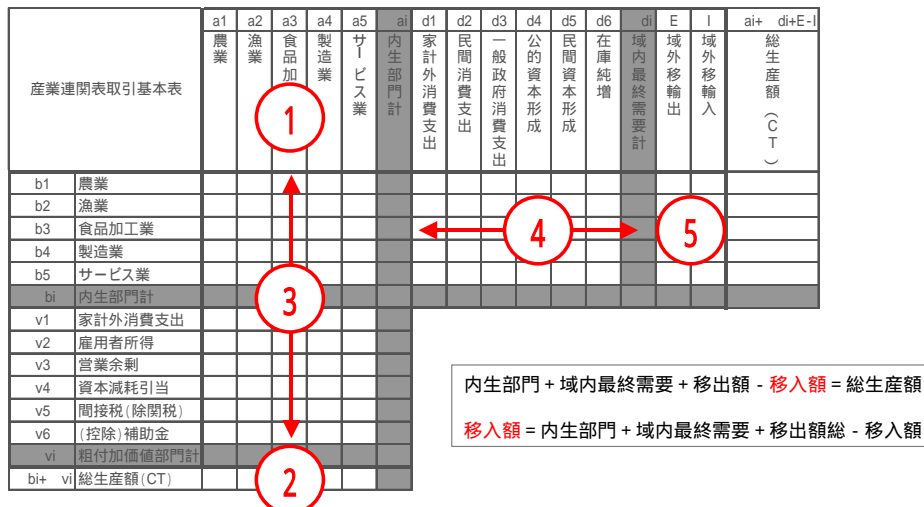 a1 a2 a3 a4 a5 ai d1 d2 d3 d4 d5 d6 di E I ai+ di+E-I
産業連関表取引基本表 農業 漁業 食品加 製造業 サービス業 内生部門計 家計外消費支出 民間消費支出 一般政府消費支出 公的資本形成 民間資本形成 在庫純増 域内最終需要計 域外移輸出 域外移輸入 総生産額(CT)
1
b1 農業
b2 漁業
b3 食品加工業
b4 製造業
b5 サービス業
4
5
bi 内生部門計
3
v1 家計外消費支出
v2 雇用者所得
v3 営業余剰
v4 資本減耗引当
v5 間接税(除関税)
v6 (控除)補助金
vi 粗付加価値部門計
bi+ vi 総生産額(CT)
2
内生部門+域内最終需要+移出額-移入額=総生産額
移入額=内生部門+域内最終需要+移出額総-移入額